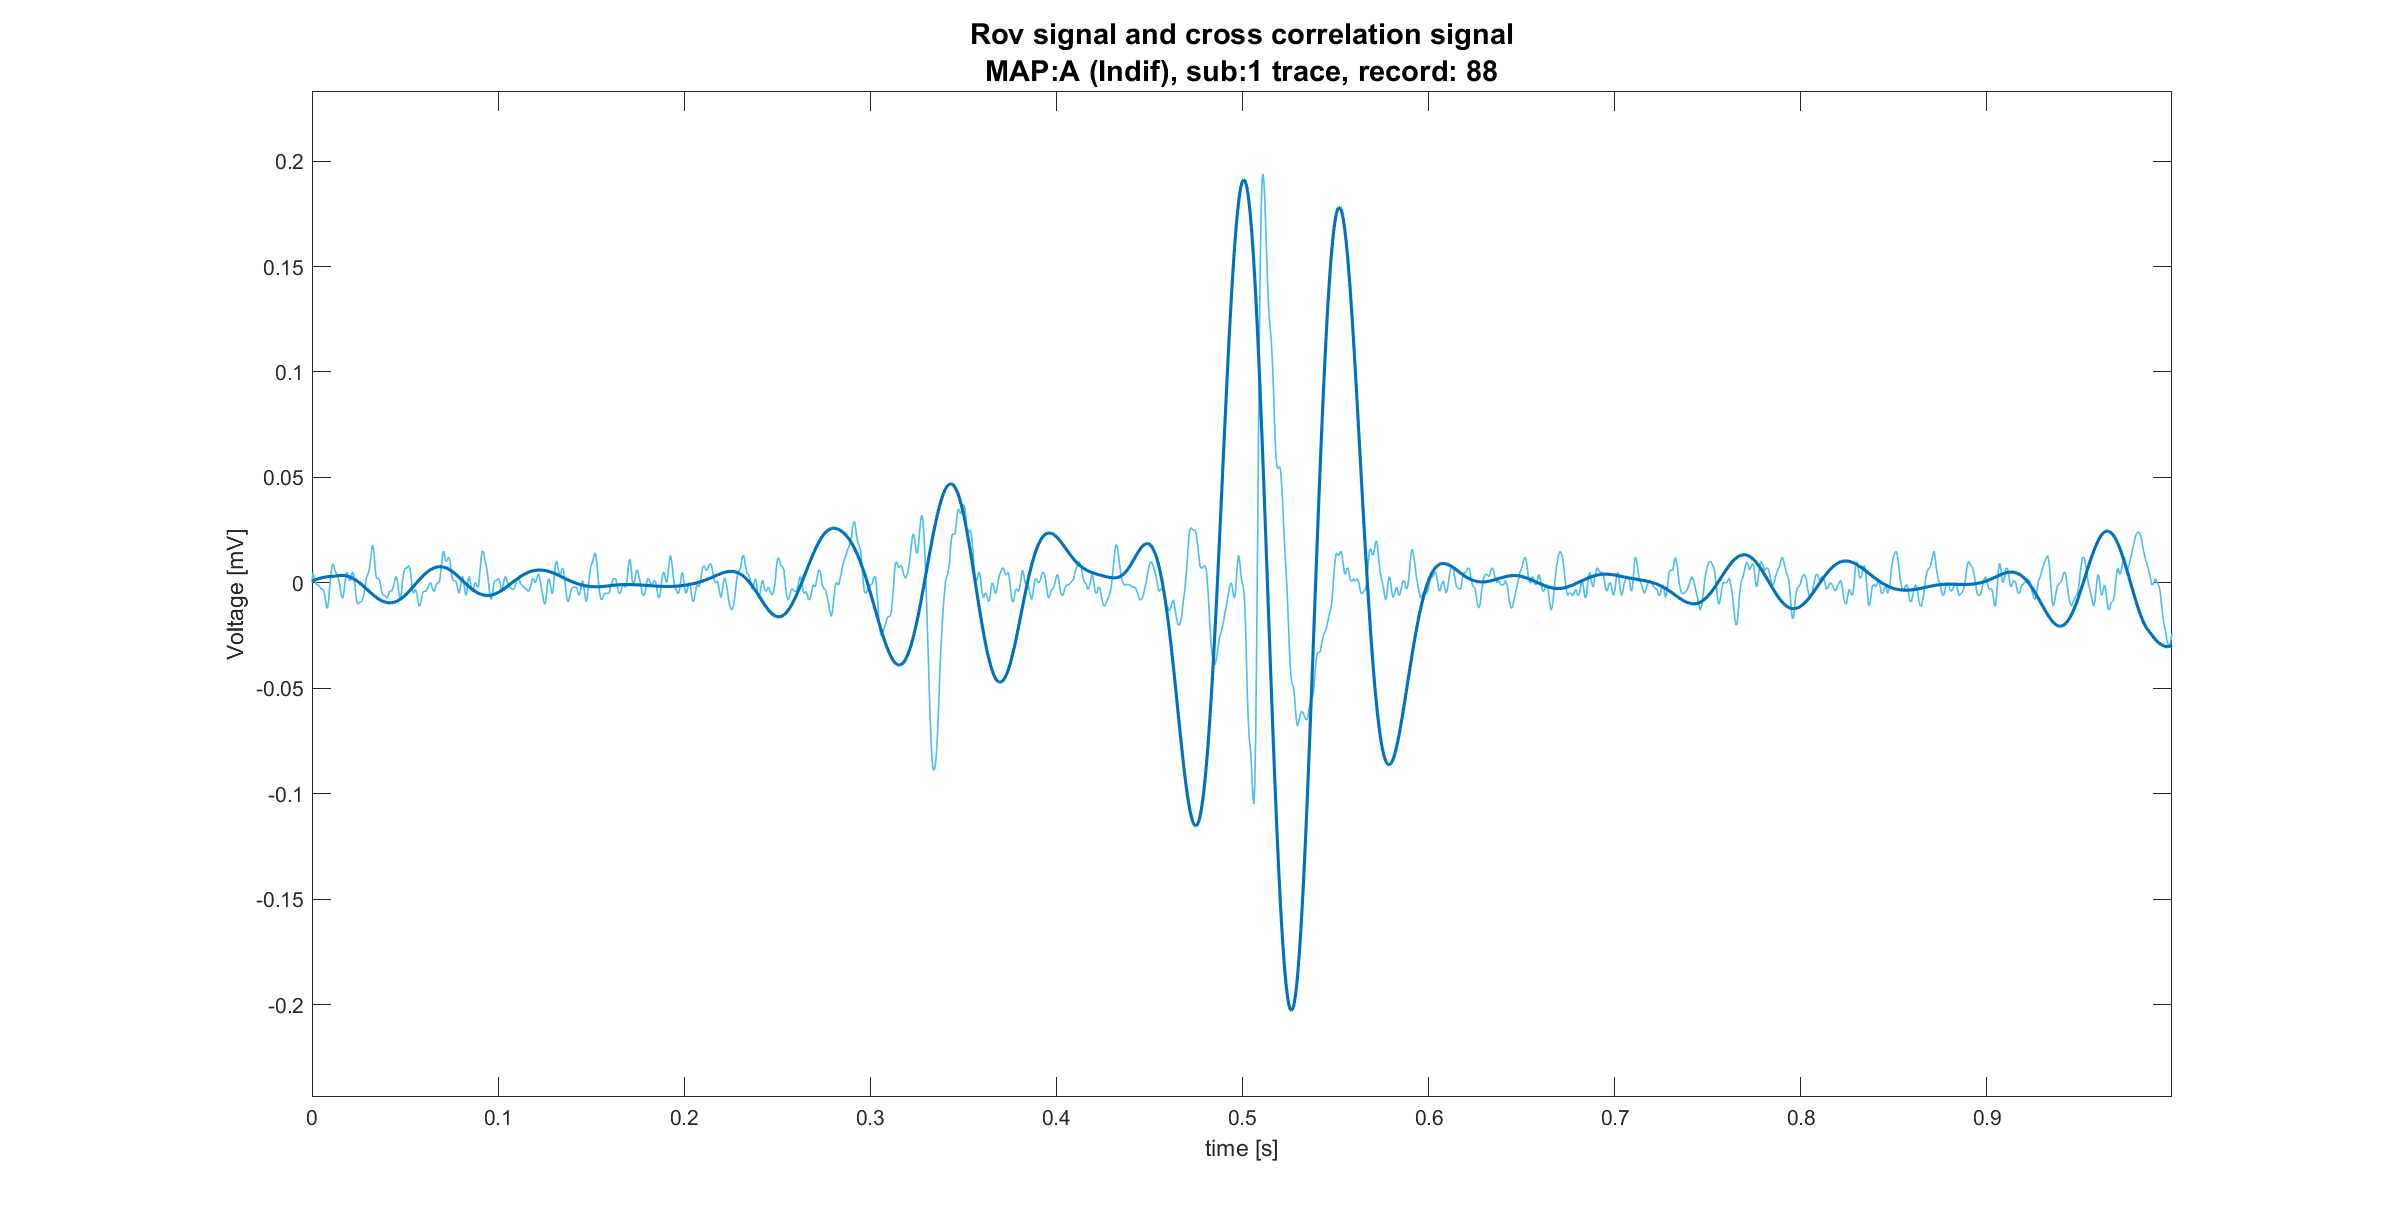 Rov signal and cross correlation signal
MAP:A (Indif), sub:1 trace, record: 88
Voltage [mV]
0.2
0.15
0.1
0.05
0
-0.05
-0.1
-0.15
-0.2
0 0.1 0.2 0.3 0.4 0.5 0.6 0.7 0.8 0.9
time [s]